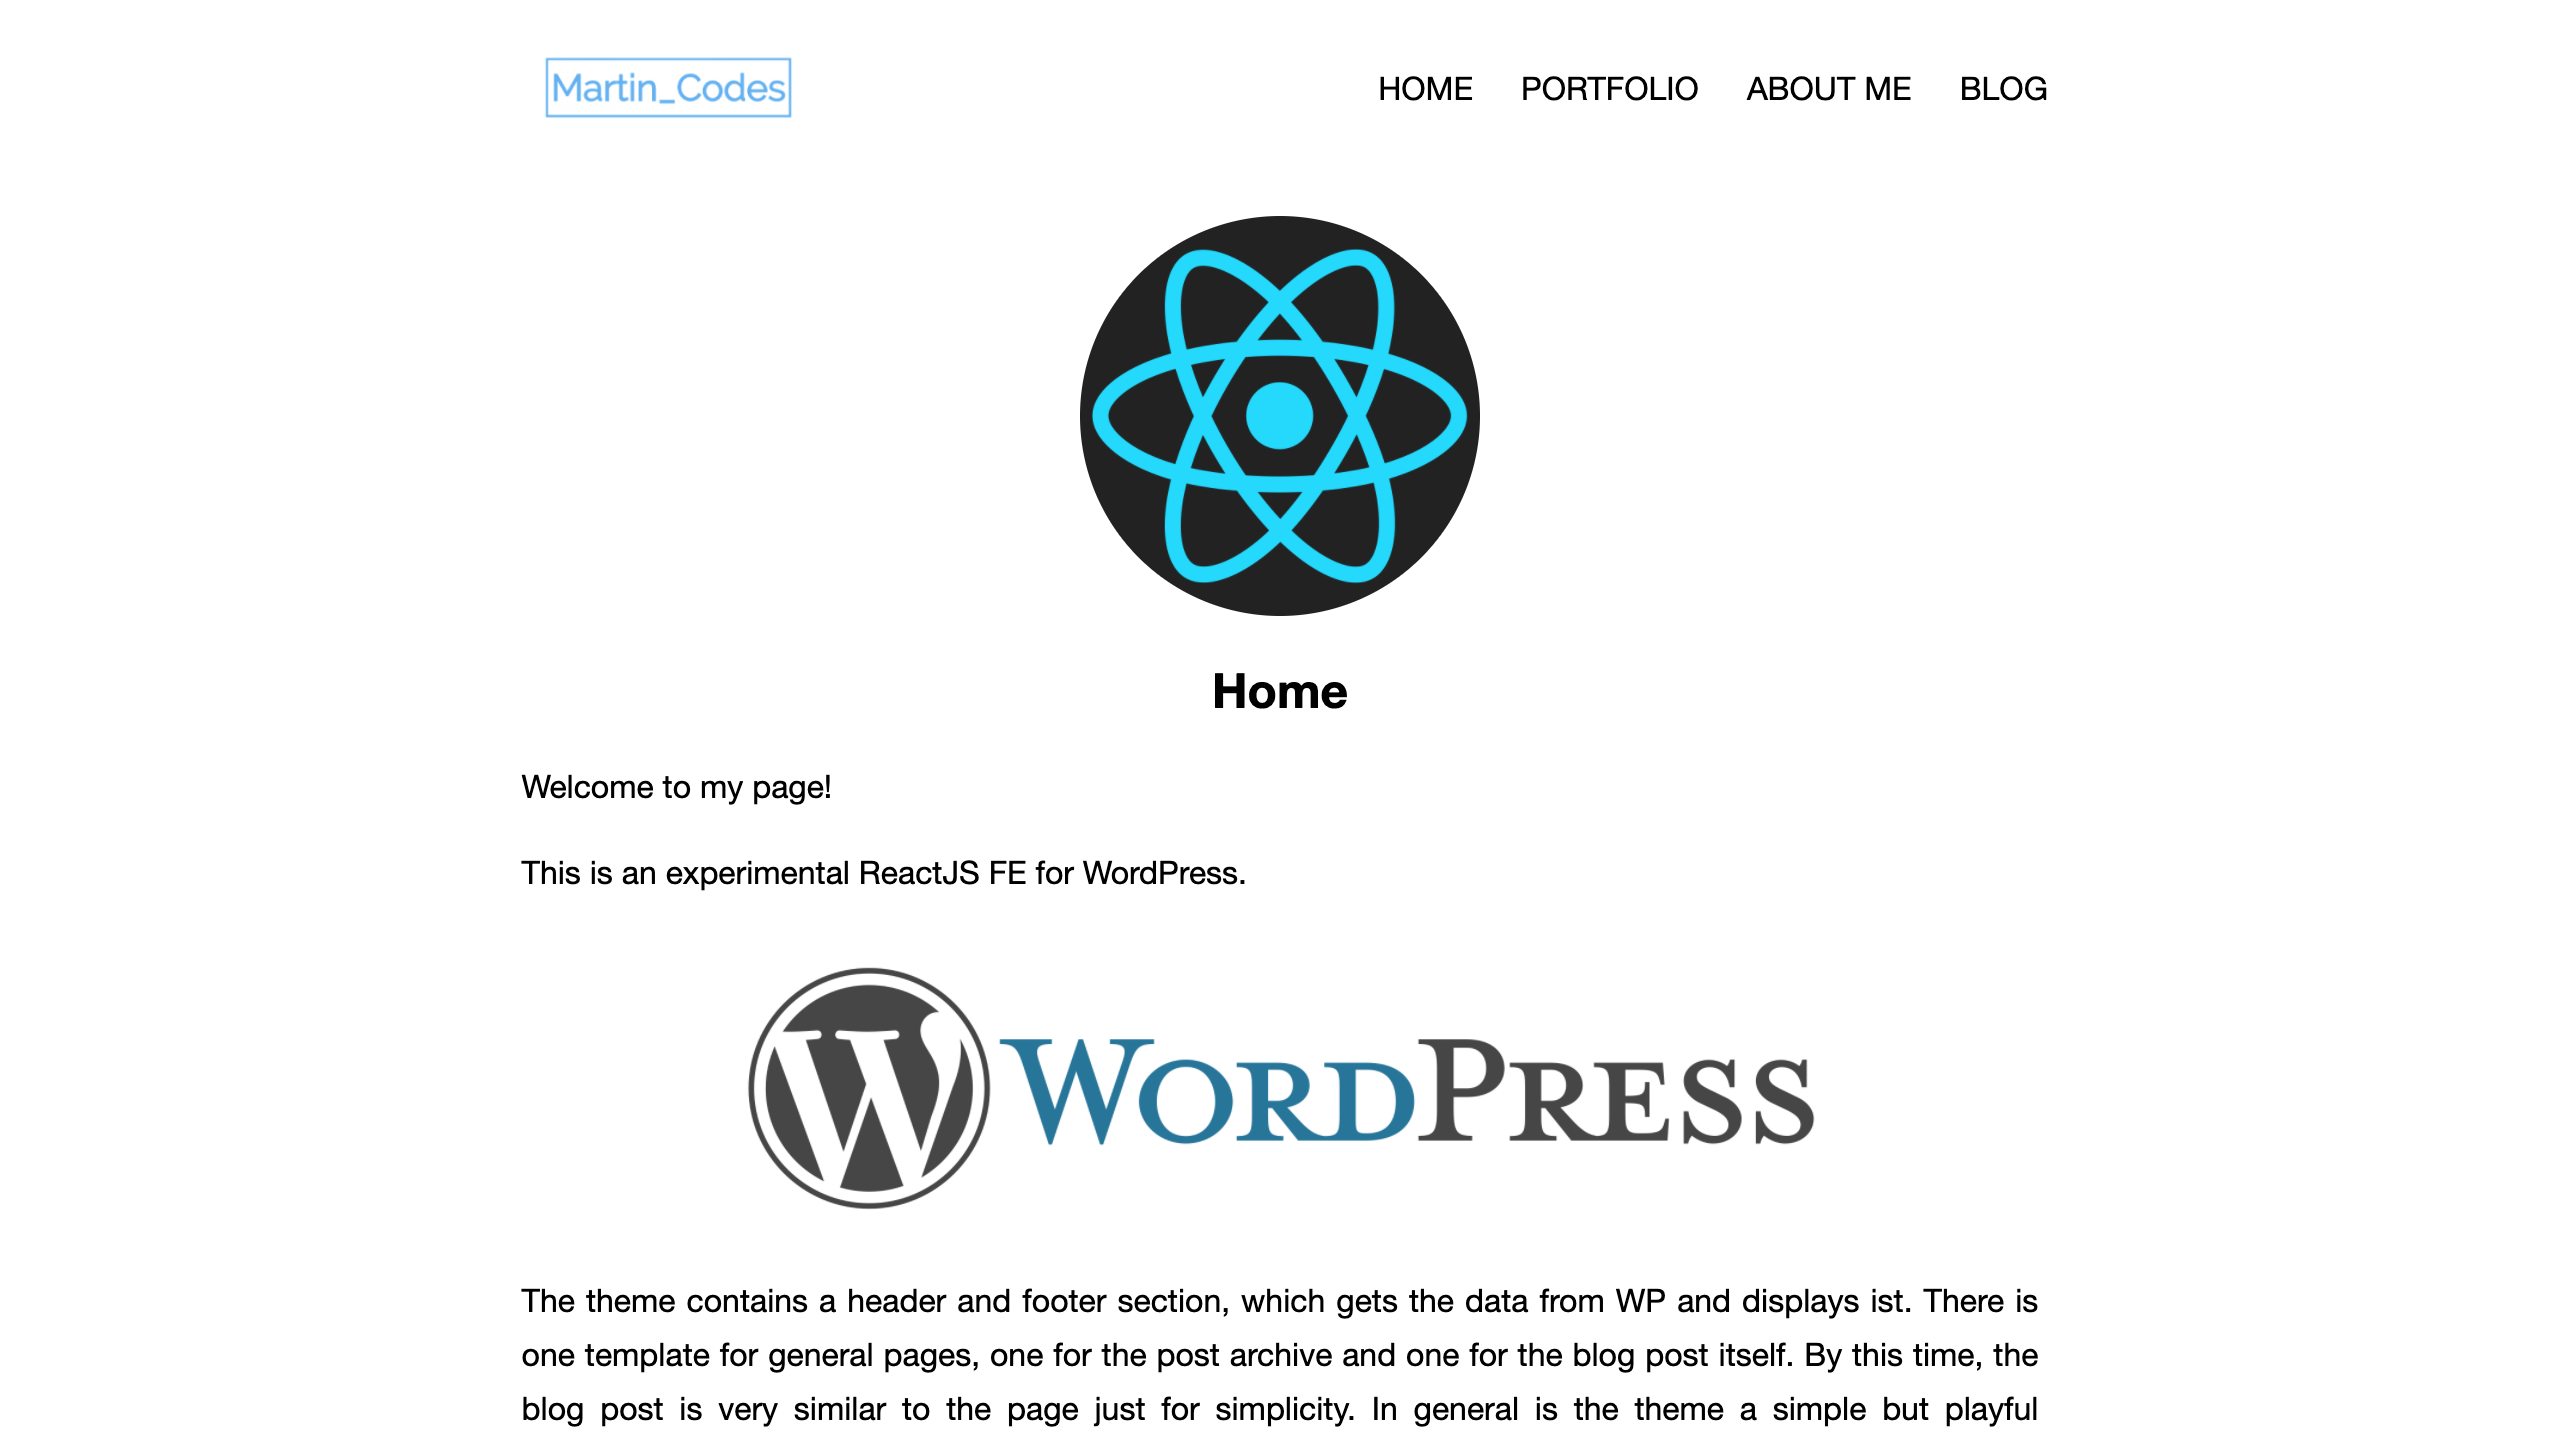 Martin_Codes
HOME PORTFOLIO ABOUT ME BLOG
Home
Welcome to my page!
This is an experimental ReactJS FE for WordPress.
W WORDPRESS
The theme contains a header and footer section, which gets the data from WP and displays ist. There is
one template for general pages, one for the post archive and one for the blog post itself. By this time, the
blog post is very similar to the page just for simplicity. In general is the theme a simple but playful